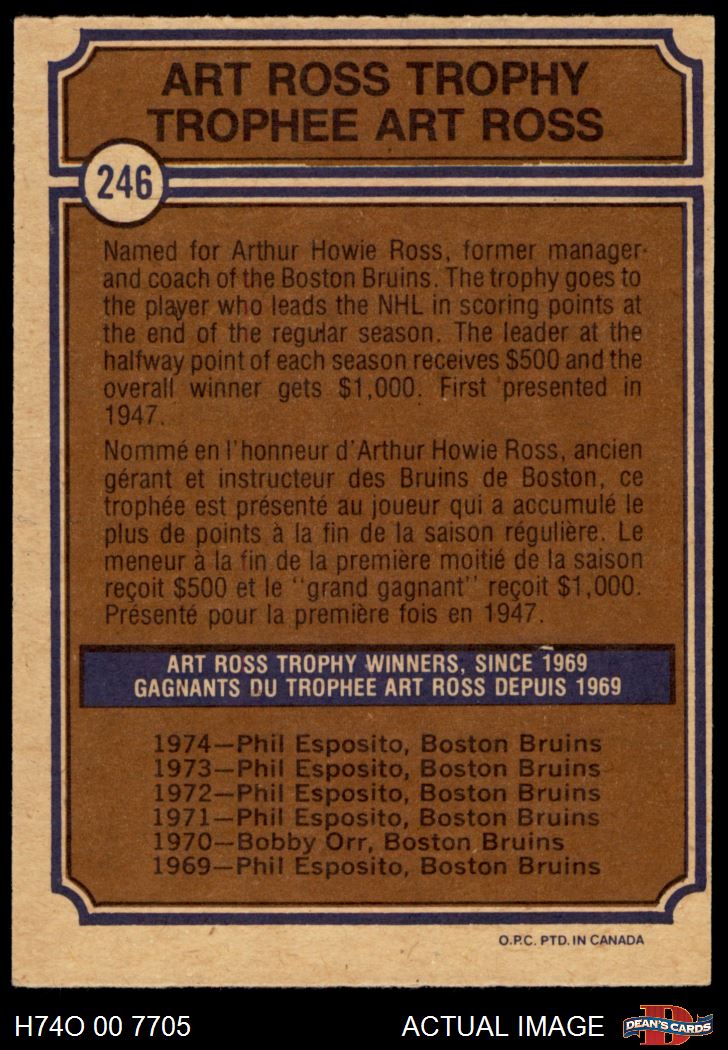 ART ROSS TROPHY
TROPHEE ART ROSS
246
Named for Arthur Howie Ross, former manager-
and coach of the Boston Bruins. The trophy goes to
the player who leads the NHL in scoring points at
the end of the regular season. The leader at the
halfway point of each season receives $500 and the
overall winner gets $1,000. First presented in
1947.
Nommé en l'honneur d'Arthur Howie Ross, ancien
gérant et instructeur des Bruins de Boston, ce
trophée est présenté au joueur qui a accumulé le
plus de points à la fin de la saison régulière. Le
meneur à la fin de la première moitié de la saison
reçoit $500 et le "grand gagnant" reçoit $1,000.
Présenté pour la première fois en 1947.
ART ROSS TROPHY WINNERS, SINCE 1969
GAGNANTS DU TROPHEE ART ROSS DEPUIS 1969
1974—Phil Esposito, Boston Bruins
1973—Phil Esposito, Boston Bruins
1972—Phil Esposito, Boston Bruins
1971—Phil Esposito, Boston Bruins
1970—Bobby Orr, Boston Bruins
1969—Phil Esposito, Boston Bruins
O.P.C. PTD. IN CANADA
H74O 00 7705
ACTUAL IMAGE
D
DEAN'S CARDS